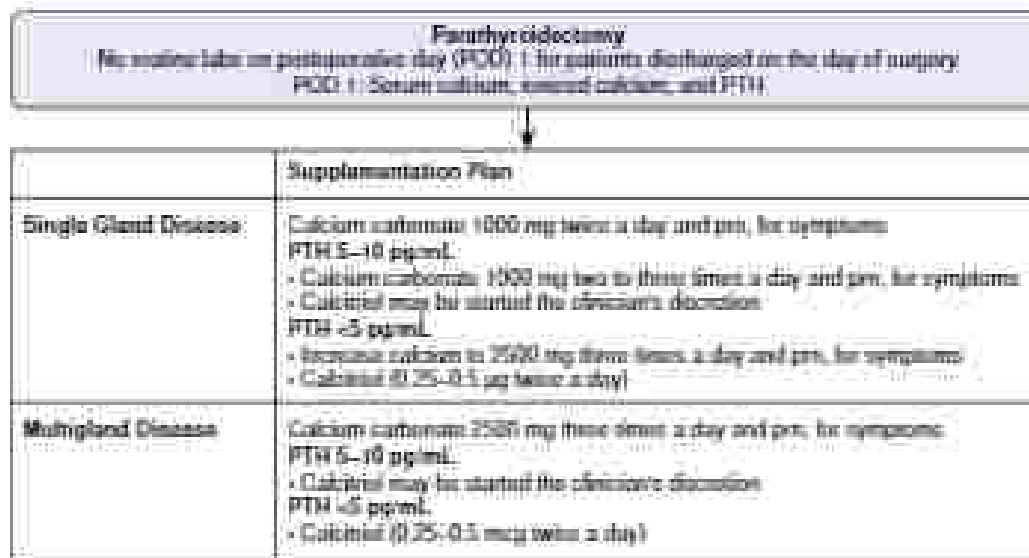 Parathyroidectomy
No routine labs on postoperative day (POD) 1 for patients discharged on the day of surgery
POD 1: Serum calcium, ionized calcium, and PTH
Supplementation Plan
Single Gland Disease
Calcium carbonate 1000 mg twice a day and prn, for symptoms
PTH 5–10 pg/mL
- Calcium carbonate 1000 mg two to three times a day and prn, for symptoms
- Calcitriol may be started the clinician's discretion
PTH <5 pg/mL
- Increase calcium to 2500 mg three times a day and prn, for symptoms
- Calcitriol (0.25–0.5 µg twice a day)
Multigland Disease
Calcium carbonate 2500 mg three times a day and prn, for symptoms
PTH 5–10 pg/mL
- Calcitriol may be started the clinician's discretion
PTH <5 pg/mL
- Calcitriol (0.25–0.5 mcg twice a day)